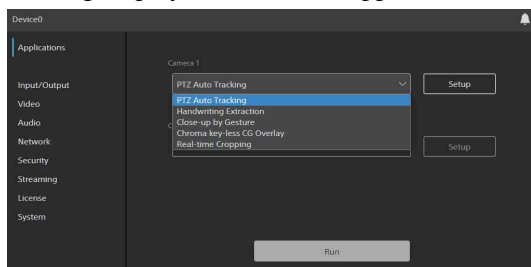 Device0
Applications
Input/Output
Video
Audio
Network
Security
Streaming
License
System
Camera 1
PTZ Auto Tracking
Setup
PTZ Auto Tracking
Handwriting Extraction
Close-up by Gesture
Chroma key-less CG Overlay
Real-time Cropping
Setup
Run